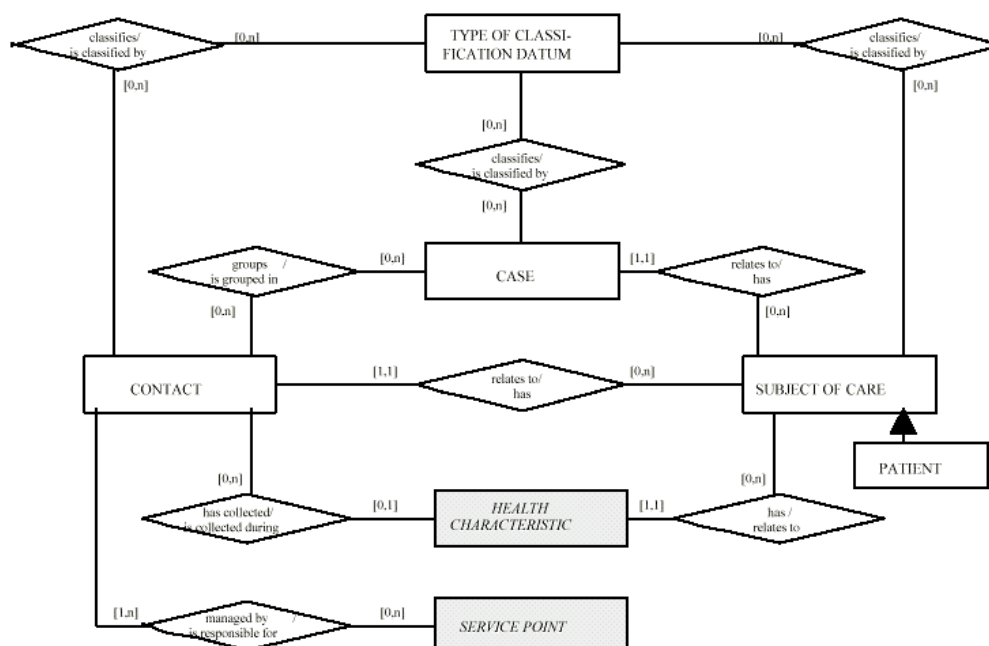 classifies/
is classified by
[0,n]
TYPE OF CLASSI-
FICATION DATUM
[0,n]
classifies/
is classified by
[0,n]
[0,n]
[0,n]
classifies/
is classified by
[0,n]
groups /
is grouped in
[0,n]
CASE
[1,1]
relates to/
has
[0,n]
[0,n]
CONTACT
[1,1]
relates to/
has
[0,n]
SUBJECT OF CARE
PATIENT
[0,n]
[0,n]
has collected/
is collected during
[0,1]
HEALTH
CHARACTERISTIC
[1,1]
has /
relates to
[1,n]
managed by /
is responsible for
[0,n]
SERVICE POINT